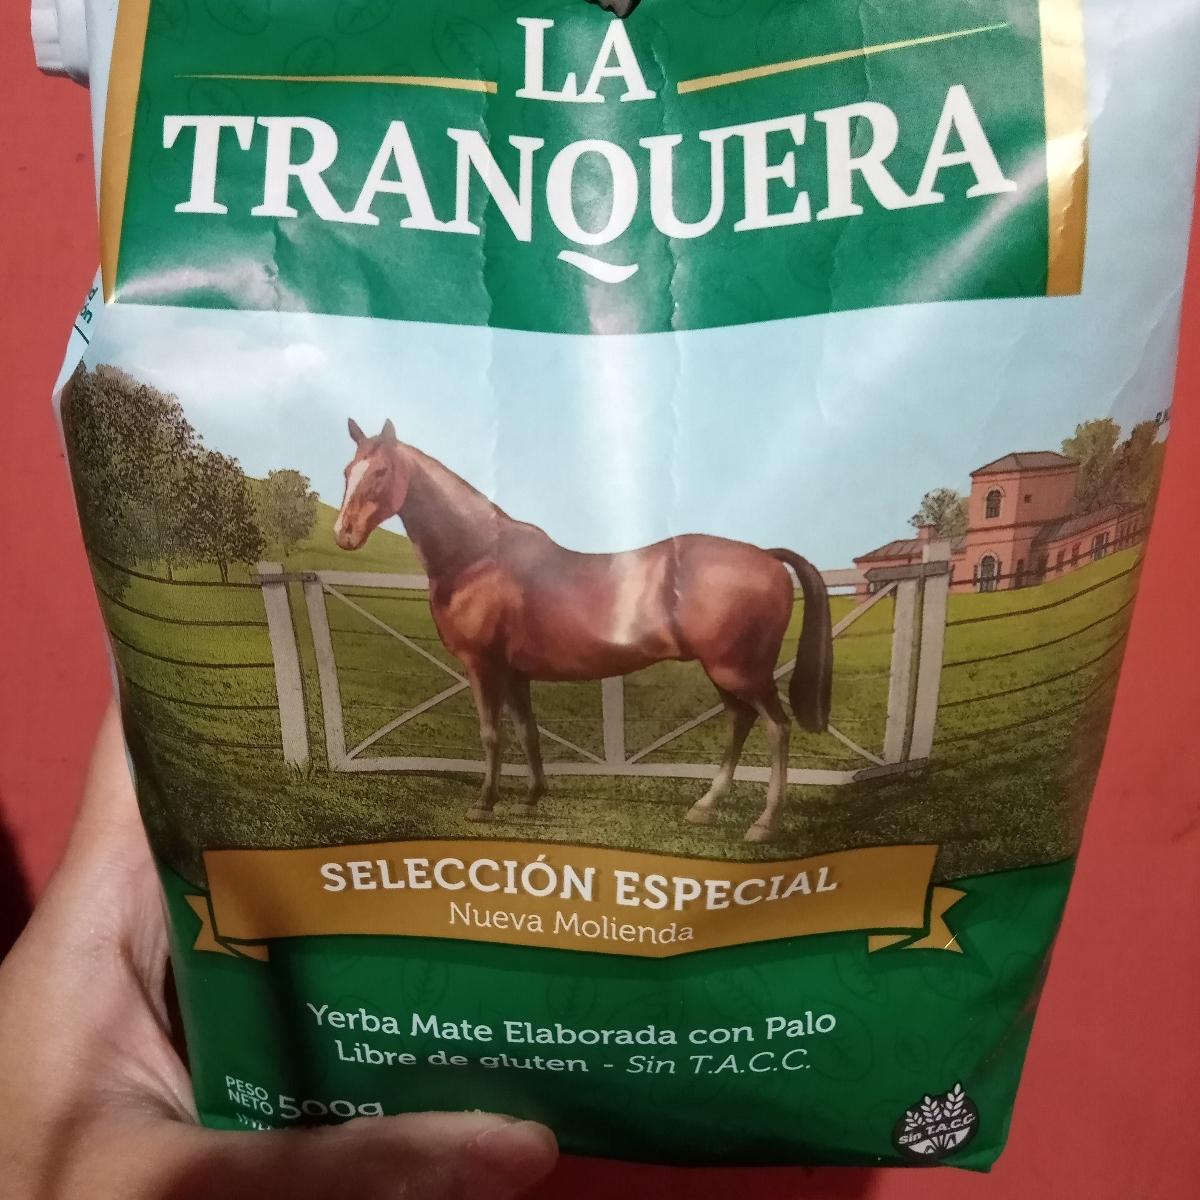 LA
TRANQUERA
SELECCIÓN ESPECIAL
Nueva Molienda
Yerba Mate Elaborada con Palo
Libre de gluten - Sin T.A.C.C.
PESO
NETO 500g
Sin T.A.C.C.